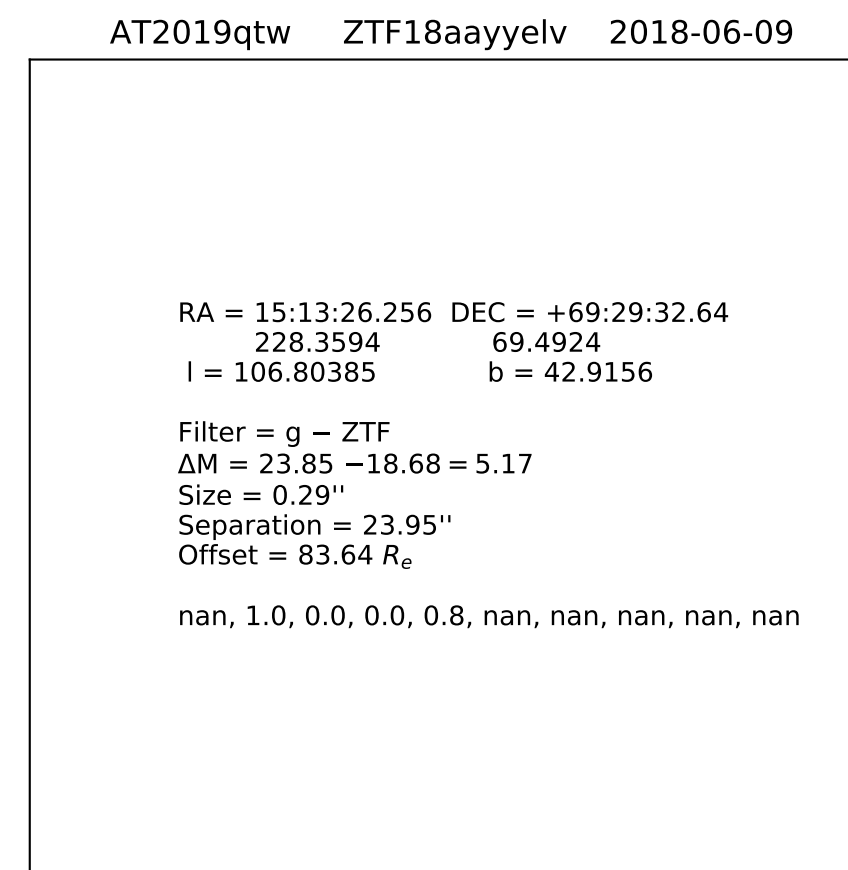 AT2019qtw ZTF18aayyelv 2018-06-09
RA = 15:13:26.256 DEC = +69:29:32.64
228.3594 69.4924
l = 106.80385 b = 42.9156
Filter = g − ZTF
ΔM = 23.85 −18.68 = 5.17
Size = 0.29''
Separation = 23.95''
Offset = 83.64 Rₑ
nan, 1.0, 0.0, 0.0, 0.8, nan, nan, nan, nan, nan